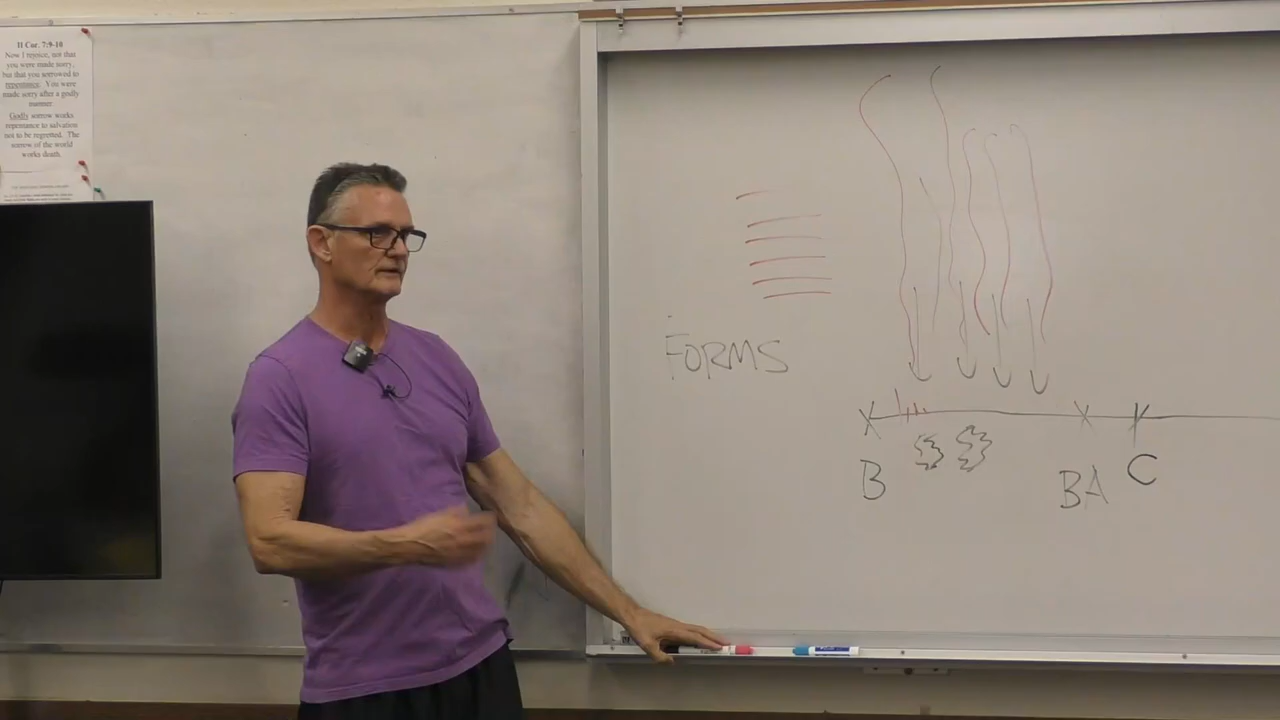 II Cor. 7:9-10
Now I rejoice, not that
you were made sorry,
but that you sorrowed to
repentance. You were
made sorry after a godly
manner
Godly sorrow works
repentance to salvation
not to be regretted. The
sorrow of the world
works death.
FORMS
B
BA
C